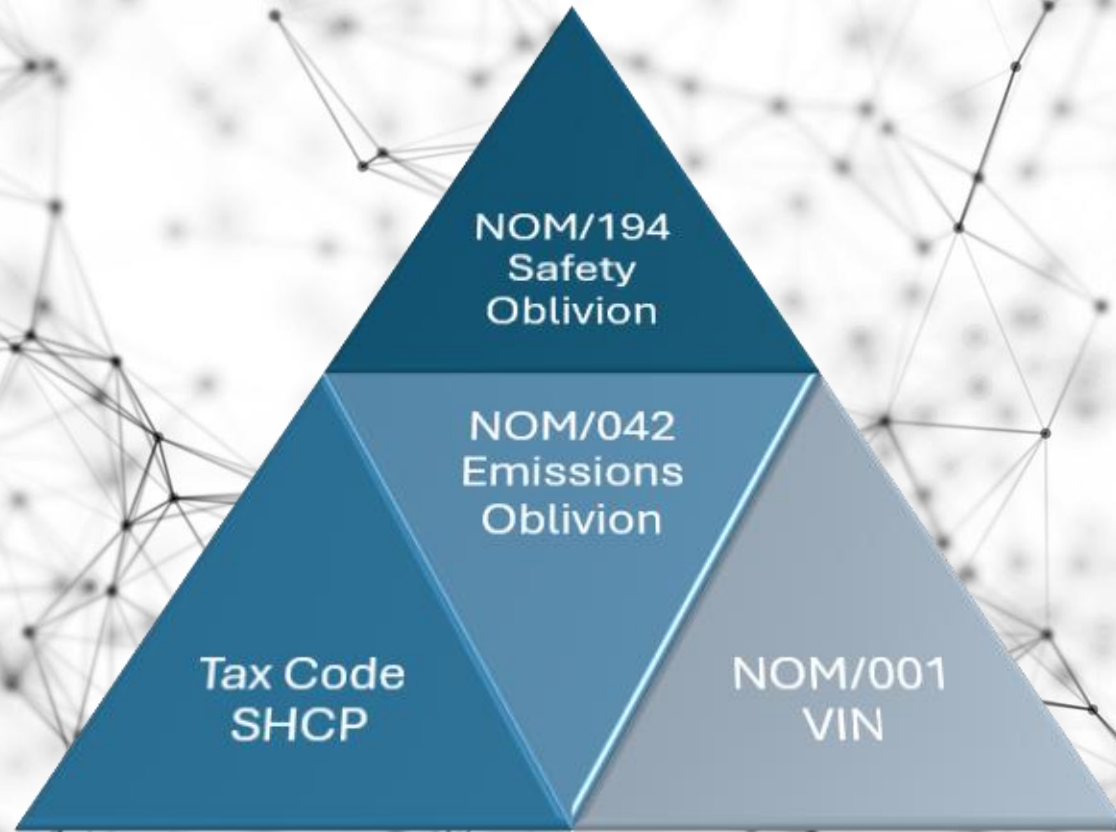 NOM/194
Safety
Oblivion
NOM/042
Emissions
Oblivion
Tax Code
SHCP
NOM/001
VIN